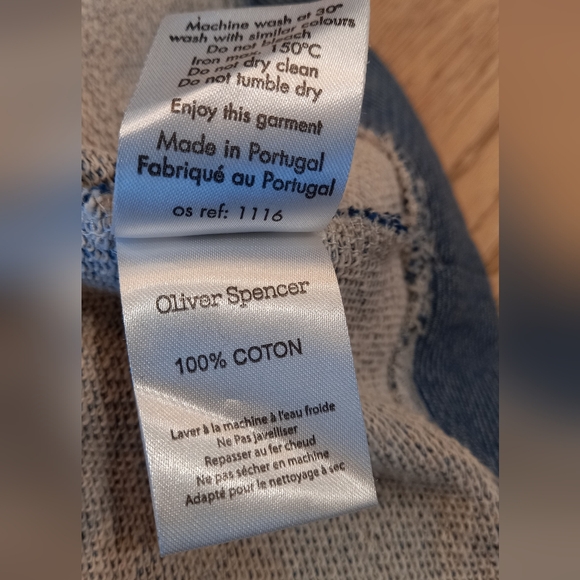 Machine wash at 30°
wash with similar colours
Do not bleach
Iron max. 150°C
Do not dry clean
Do not tumble dry
Enjoy this garment
Made in Portugal
Fabriqué au Portugal
os ref: 1116
Oliver Spencer
100% COTON
Laver à la machine à l'eau froide
Ne Pas javelliser
Repasser au fer chaud
Ne pas sécher en machine
Adapté pour le nettoyage à sec